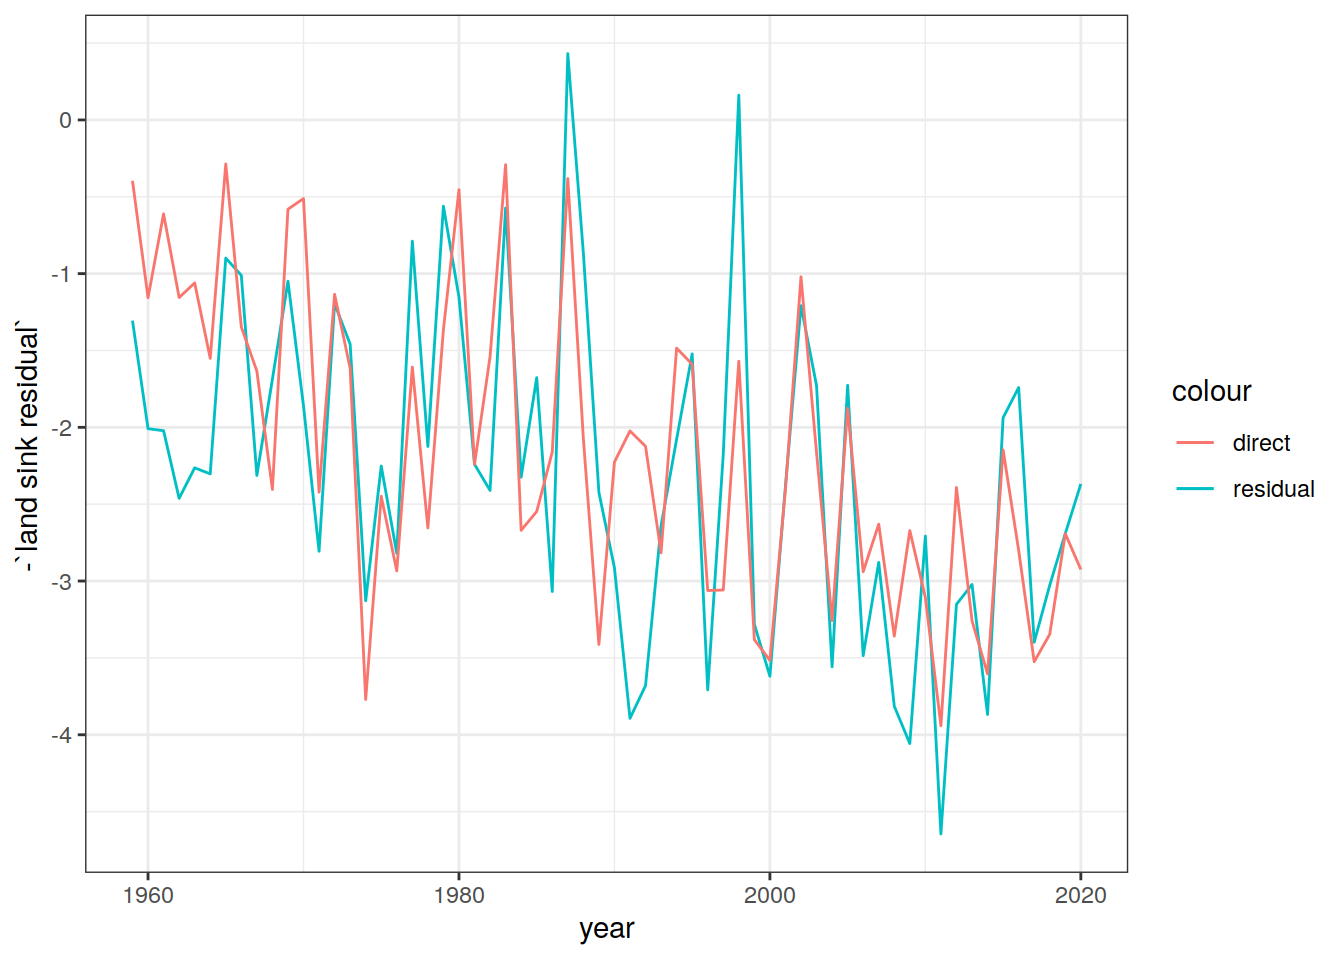 0
-1
-2
-3
-4
-`land sink residual`
1960
1980
2000
2020
year
colour
direct
residual